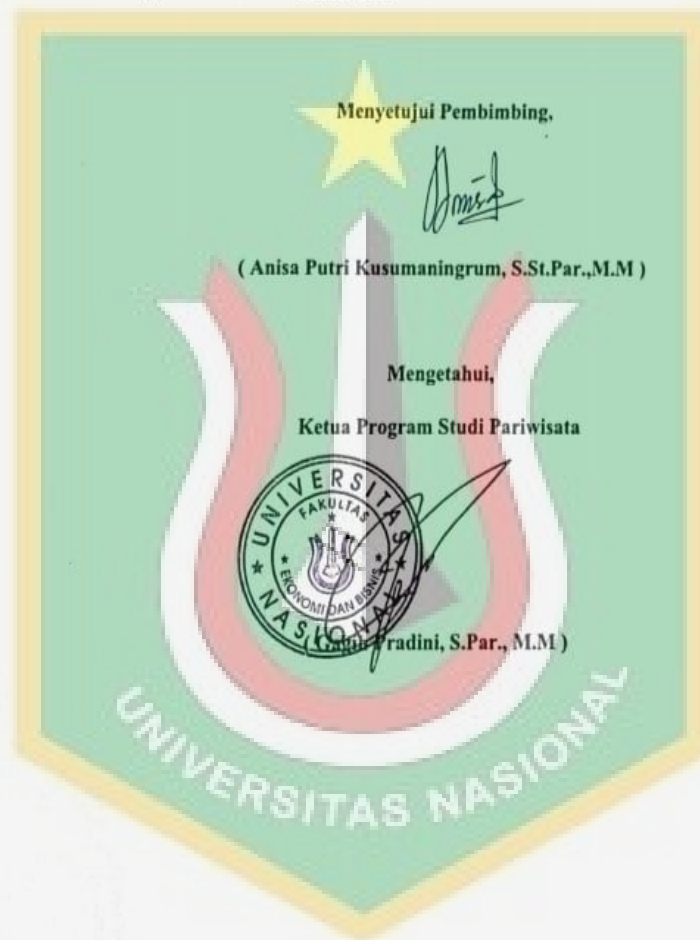 Menyetujui Pembimbing,
( Anisa Putri Kusumaningrum, S.St.Par.,M.M )
Mengetahui,
Ketua Program Studi Pariwisata
UNIVERSITAS
FAKULTAS
EKONOMI DAN BISNIS
NASIONAL
Pradini, S.Par., M.M )
UNIVERSITAS NASIONAL